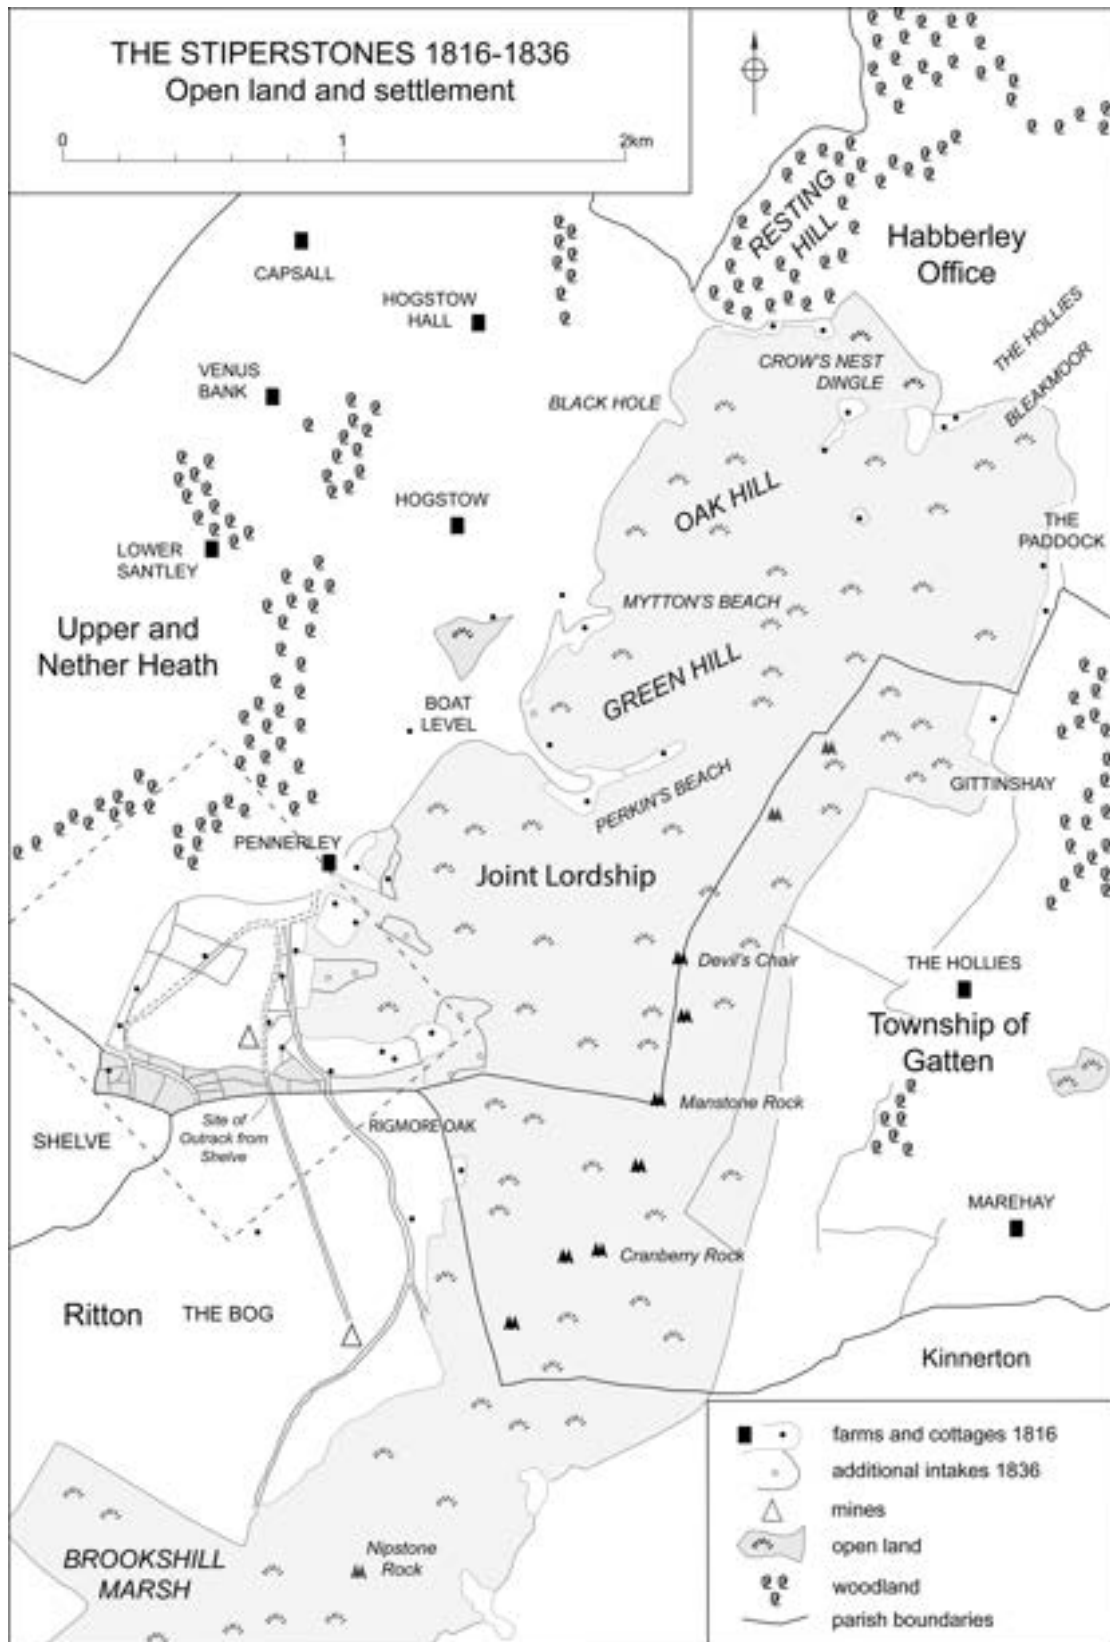 THE STIPERSTONES 1816-1836
Open land and settlement
0
1
2km
RESTING
HILL
Habberley
Office
CAPSALL
HOGSTOW
HALL
THE HOLLIES
BLEAKMOOR
CROW'S NEST
DINGLE
VENUS
BANK
BLACK HOLE
OAK HILL
HOGSTOW
THE
PADDOCK
LOWER
SANTLEY
MYTTON'S BEACH
Upper and
Nether Heath
GREEN HILL
BOAT
LEVEL
GITTINSHAY
PERKIN'S BEACH
PENNERLEY
Joint Lordship
Devil's Chair
THE HOLLIES
Township of
Gatten
Manstone Rock
Site of
Outrack from
Shelve
RIGMORE OAK
SHELVE
MAREHAY
Cranberry Rock
Ritton
THE BOG
Kinnerton
BROOKSHILL
MARSH
Nipstone
Rock
farms and cottages 1816
additional intakes 1836
mines
open land
woodland
parish boundaries